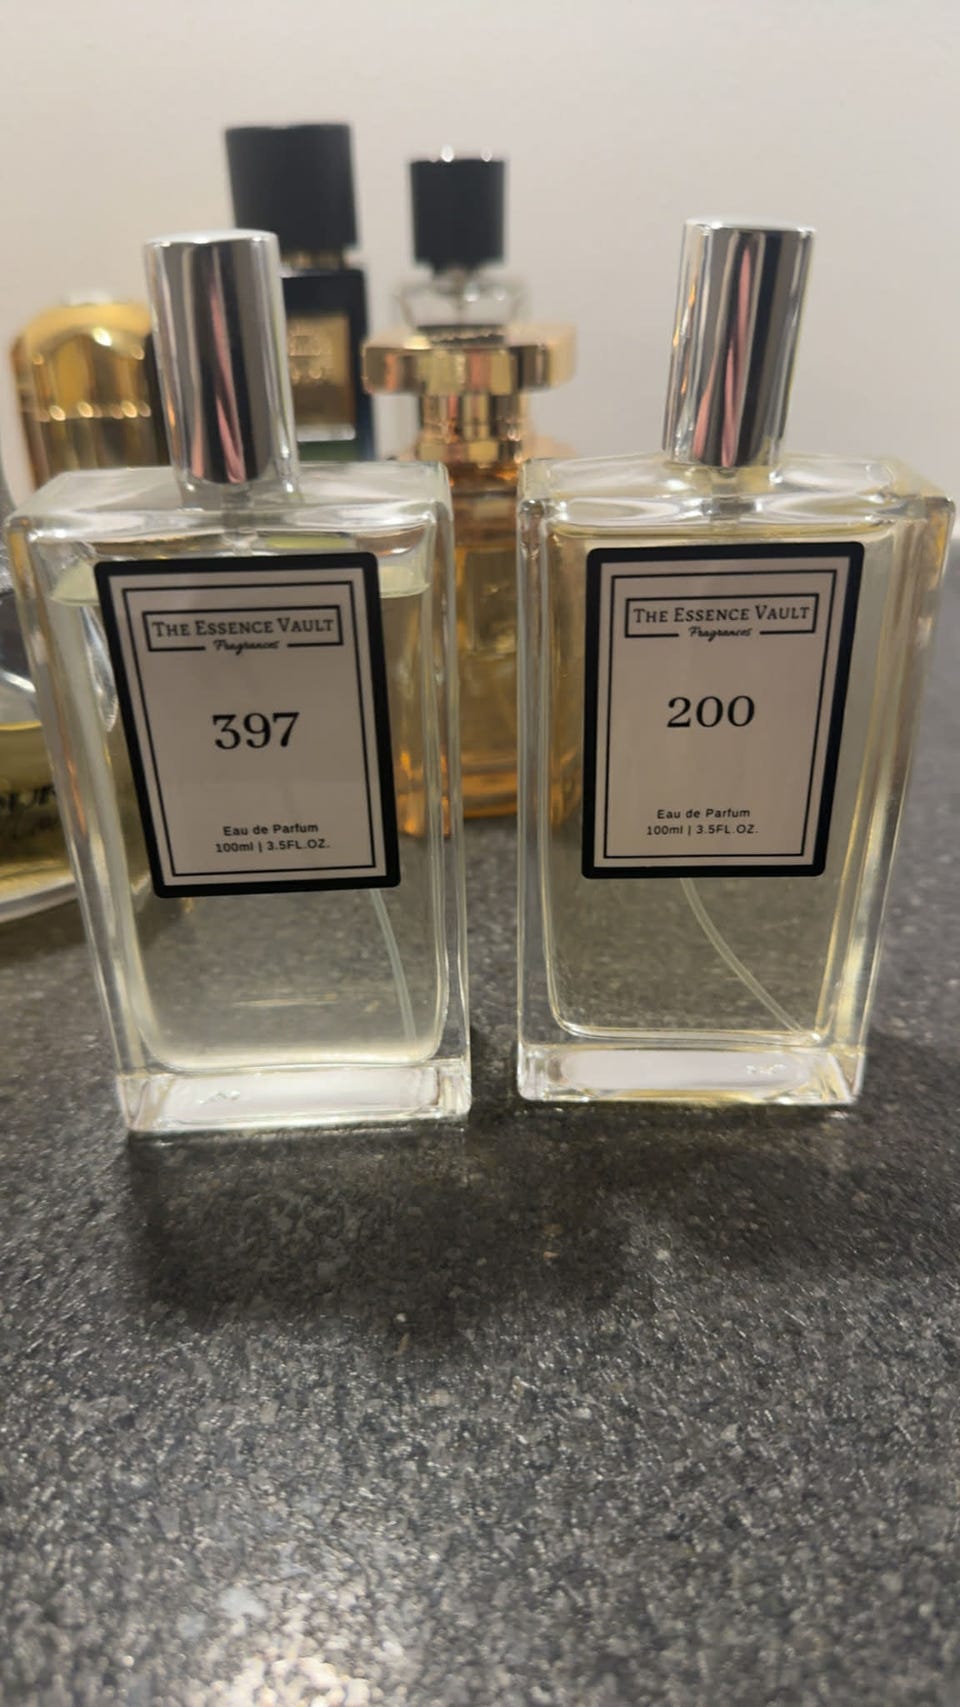 THE ESSENCE VAULT
Fragrances
397
Eau de Parfum
100ml | 3.5FL.OZ.
THE ESSENCE VAULT
Fragrances
200
Eau de Parfum
100ml | 3.5FL.OZ.